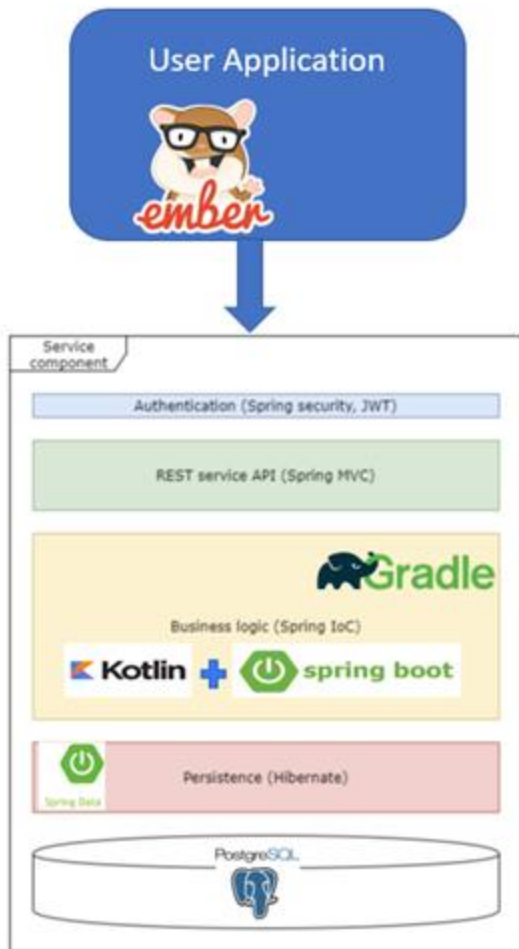 User Application
ember
Service
component
Authentication (Spring security, JWT)
REST service API (Spring MVC)
Gradle
Business logic (Spring IoC)
Kotlin + spring boot
Persistence (Hibernate)
Spring Data
PostgreSQL